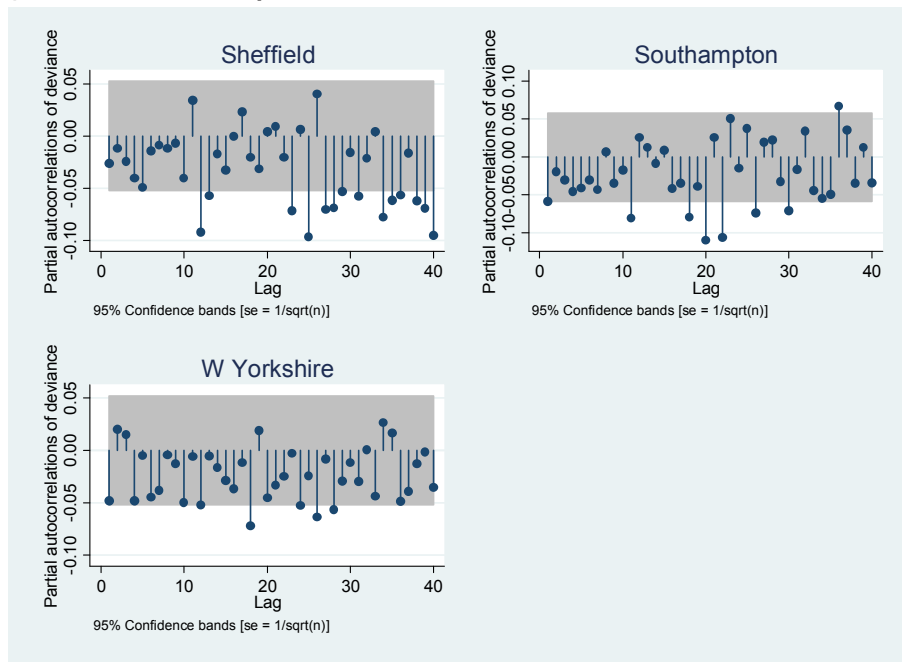 Sheffield
Partial autocorrelations of deviance
0.05
0.00
-0.05
-0.10
0 10 20 30 40
Lag
95% Confidence bands [se = 1/sqrt(n)]
Southampton
Partial autocorrelations of deviance
0.10
0.05
0.00
-0.05
-0.10
0 10 20 30 40
Lag
95% Confidence bands [se = 1/sqrt(n)]
W Yorkshire
Partial autocorrelations of deviance
0.05
0.00
-0.05
-0.10
0 10 20 30 40
Lag
95% Confidence bands [se = 1/sqrt(n)]